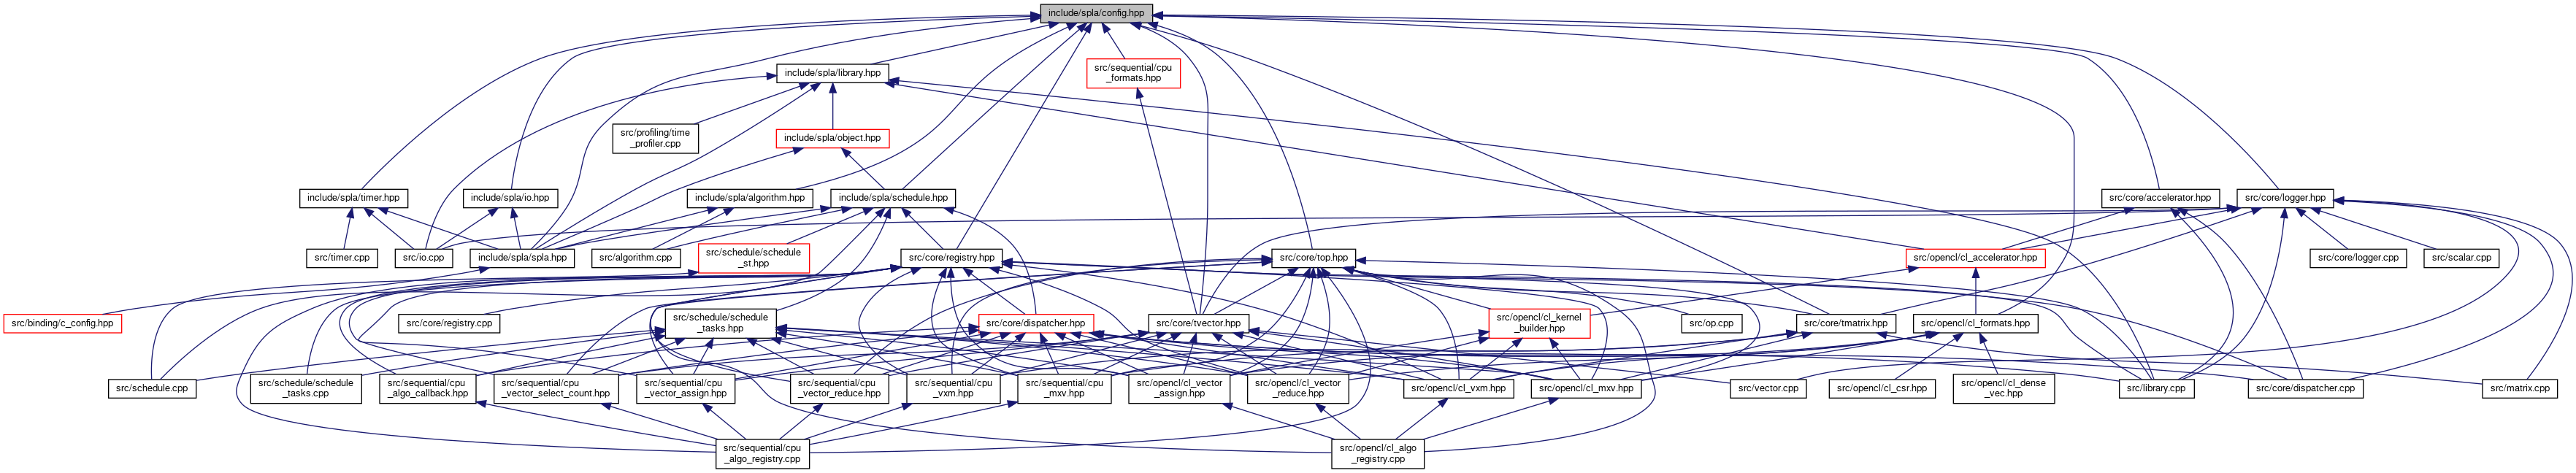 include/spla/config.hpp
include/spla/library.hpp
src/sequential/cpu
_formats.hpp
src/profiling/time
_profiler.cpp
include/spla/object.hpp
include/spla/timer.hpp
include/spla/io.hpp
include/spla/algorithm.hpp
include/spla/schedule.hpp
src/core/accelerator.hpp
src/core/logger.hpp
src/timer.cpp
src/io.cpp
include/spla/spla.hpp
src/algorithm.cpp
src/schedule/schedule
_st.hpp
src/core/registry.hpp
src/core/top.hpp
src/opencl/cl_accelerator.hpp
src/core/logger.cpp
src/scalar.cpp
src/binding/c_config.hpp
src/core/registry.cpp
src/schedule/schedule
_tasks.hpp
src/core/dispatcher.hpp
src/core/tvector.hpp
src/opencl/cl_kernel
_builder.hpp
src/op.cpp
src/core/tmatrix.hpp
src/opencl/cl_formats.hpp
src/schedule.cpp
src/schedule/schedule
_tasks.cpp
src/sequential/cpu
_algo_callback.hpp
src/sequential/cpu
_vector_select_count.hpp
src/sequential/cpu
_vector_assign.hpp
src/sequential/cpu
_vector_reduce.hpp
src/sequential/cpu
_vxm.hpp
src/sequential/cpu
_mxv.hpp
src/opencl/cl_vector
_assign.hpp
src/opencl/cl_vector
_reduce.hpp
src/opencl/cl_vxm.hpp
src/opencl/cl_mxv.hpp
src/vector.cpp
src/opencl/cl_csr.hpp
src/opencl/cl_dense
_vec.hpp
src/library.cpp
src/core/dispatcher.cpp
src/matrix.cpp
src/sequential/cpu
_algo_registry.cpp
src/opencl/cl_algo
_registry.cpp